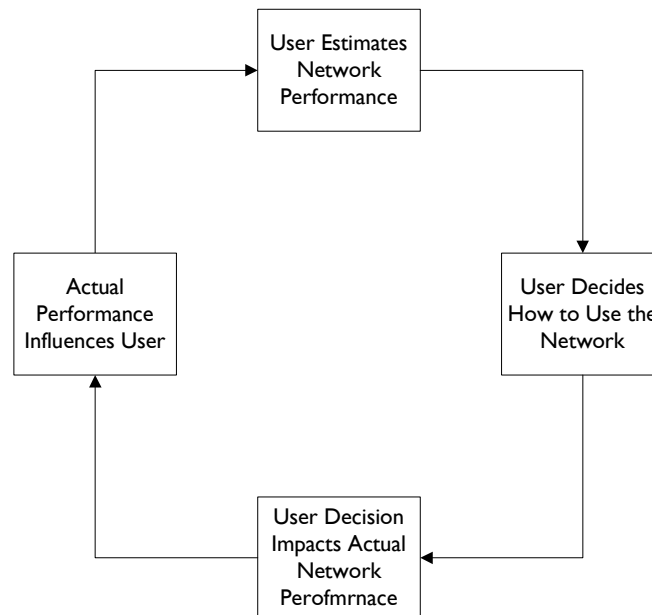 User Estimates
Network
Performance
Actual
Performance
Influences User
User Decides
How to Use the
Network
User Decision
Impacts Actual
Network
Perofmrnace